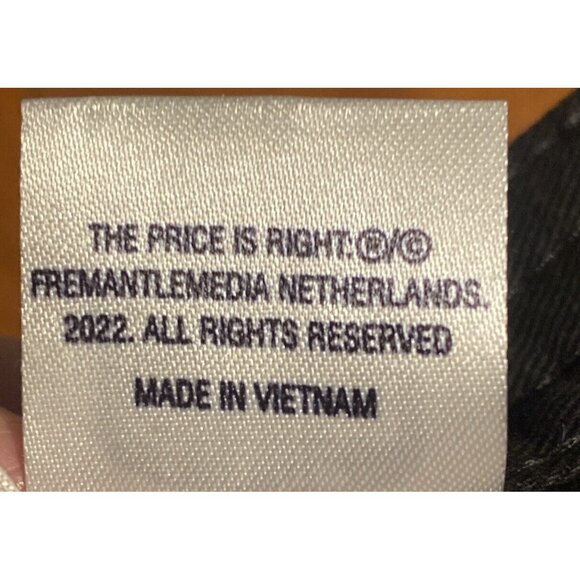 THE PRICE IS RIGHT:®/©
FREMANTLEMEDIA NETHERLANDS.
2022. ALL RIGHTS RESERVED
MADE IN VIETNAM